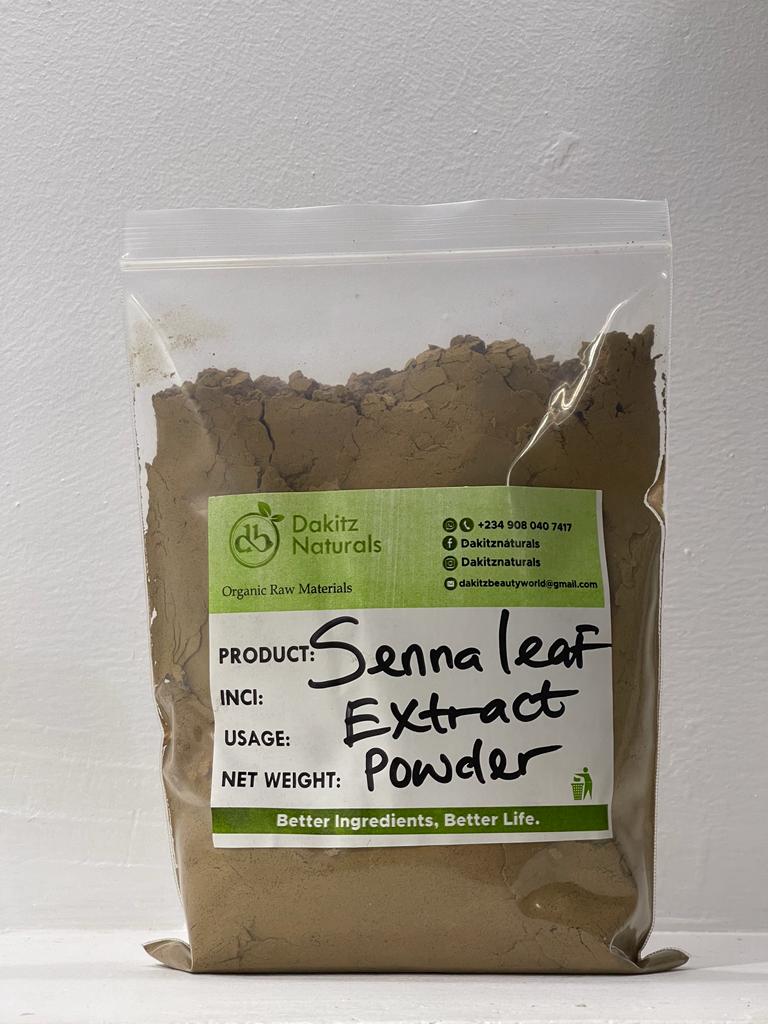 Dakitz
Naturals
Organic Raw Materials
+234 908 040 7417
Dakitznaturals
Dakitznaturals
dakitzbeautyworld@gmail.com
PRODUCT: Senna leaf
INCI: Extract
USAGE: powder
NET WEIGHT:
Better Ingredients, Better Life.